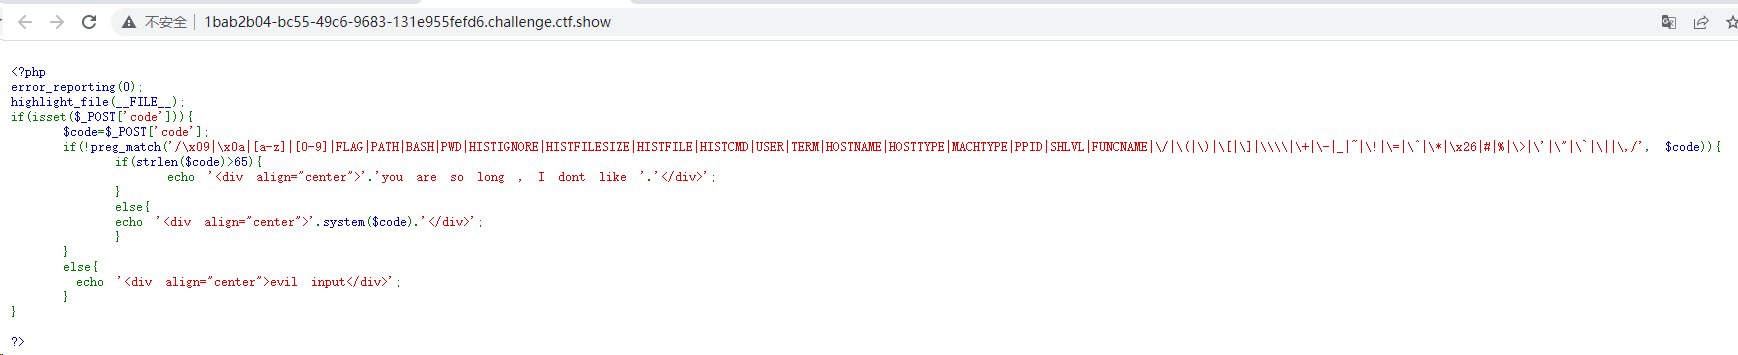 不安全 | 1bab2b04-bc55-49c6-9683-131e955fefd6.challenge.ctf.show
<?php
error_reporting(0);
highlight_file(__FILE__);
if(isset($_POST['code'])){
$code=$_POST['code'];
if(!preg_match('/\x09|\x0a|[a-z]|[0-9]|FLAG|PATH|BASH|PWD|HISTIGNORE|HISTFILESIZE|HISTFILE|HISTCMD|USER|TERM|HOSTNAME|HOSTTYPE|MACHTYPE|PPID|SHLVL|FUNCNAME|\/|\(|\)|\[|\]|\\\\|\+|\-|_|~|\!|\=|\^|\*|\x26|#|%|\>|\'|\"|\`|\||\,/', $code)){
if(strlen($code)>65){
echo '<div align="center">'.'you are so long , I dont like '.'</div>';
}
else{
echo '<div align="center">'.system($code).'</div>';
}
}
else{
echo '<div align="center">evil input</div>';
}
}
?>